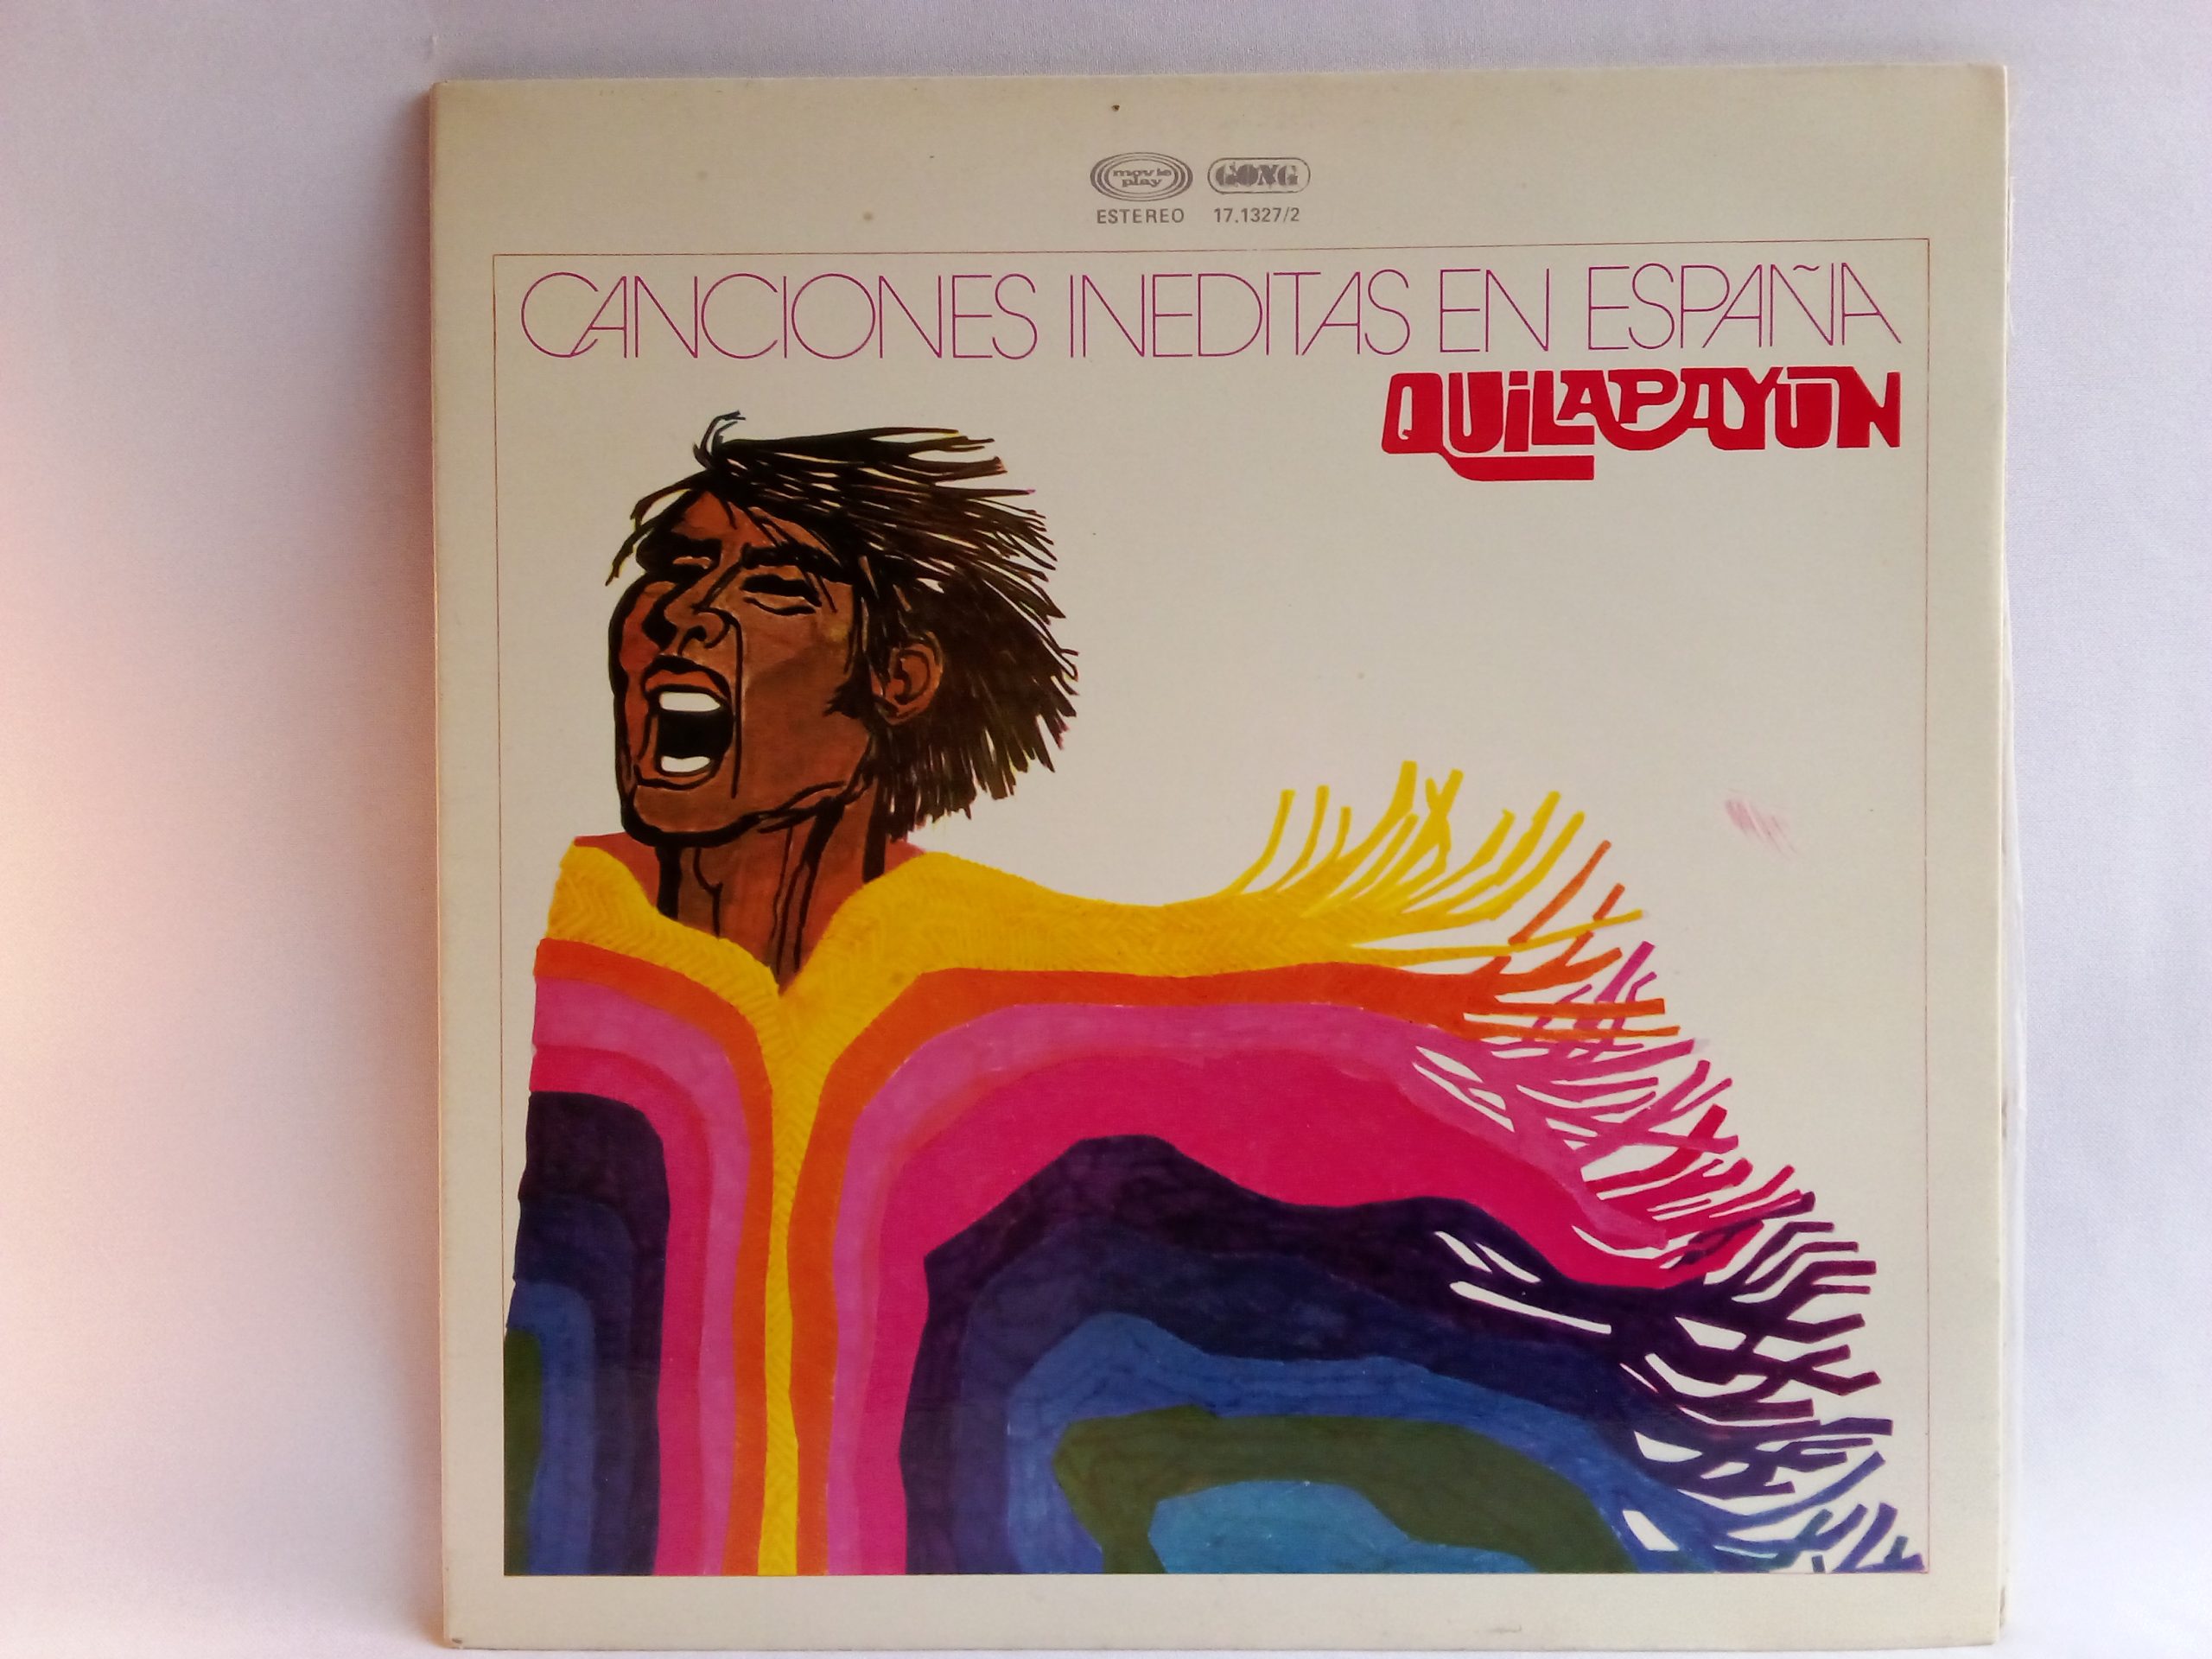 movie play GONG
ESTEREO 17.1327/2
CANCIONES INEDITAS EN ESPAÑA
QUILAPAYUN